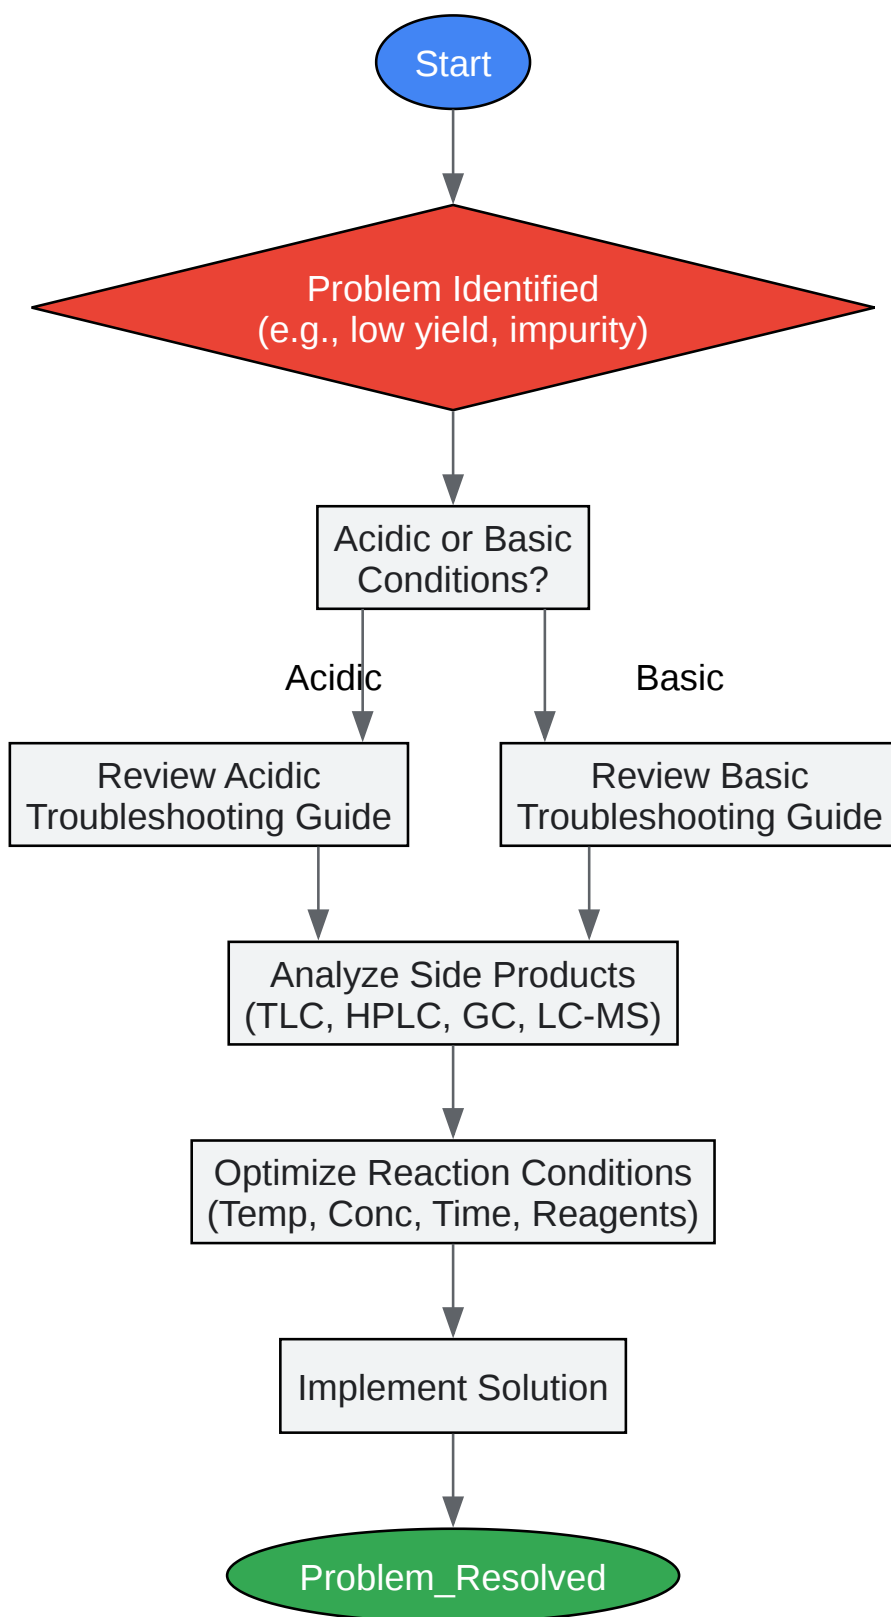 Start
Problem Identified
(e.g., low yield, impurity)
Acidic or Basic
Conditions?
Acidic
Basic
Review Acidic
Troubleshooting Guide
Review Basic
Troubleshooting Guide
Analyze Side Products
(TLC, HPLC, GC, LC-MS)
Optimize Reaction Conditions
(Temp, Conc, Time, Reagents)
Implement Solution
Problem_Resolved